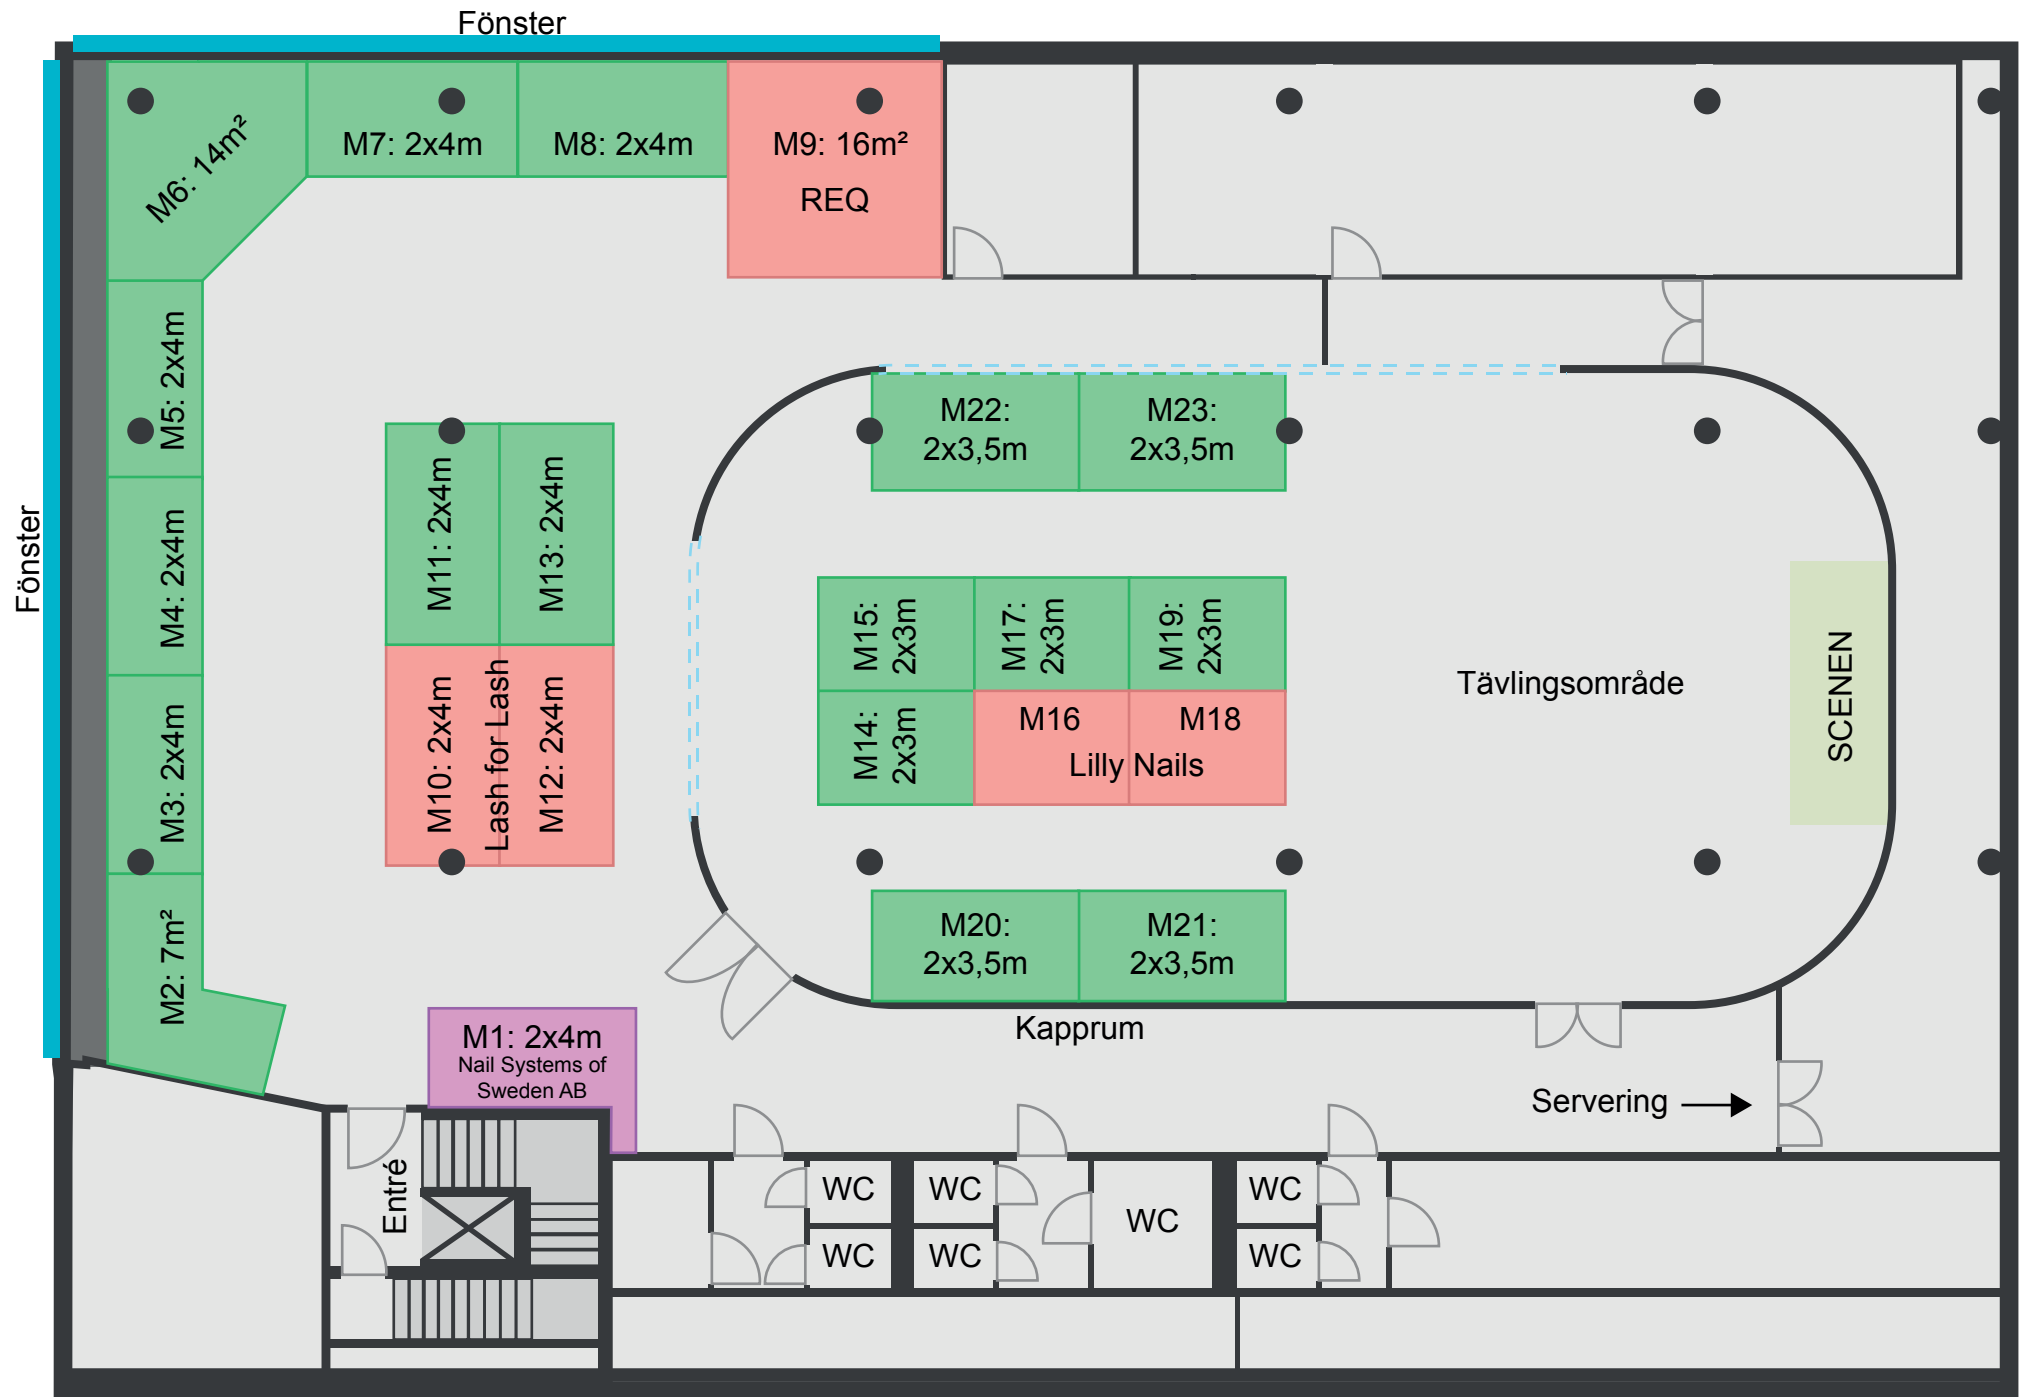 Fönster
M6: 14m²
M7: 2x4m
M8: 2x4m
M9: 16m²
REQ
M5: 2x4m
M22:
2x3,5m
M23:
2x3,5m
Fönster
M4: 2x4m
M11: 2x4m
M13: 2x4m
M15:
2x3m
M17:
2x3m
M19:
2x3m
M3: 2x4m
M10: 2x4m
Lash for Lash
M12: 2x4m
M14:
2x3m
M16
M18
Lilly Nails
Tävlingsområde
SCENEN
M2: 7m²
M20:
2x3,5m
M21:
2x3,5m
M1: 2x4m
Nail Systems of
Sweden AB
Kapprum
Servering
Entré
WC
WC
WC
WC
WC
WC
WC